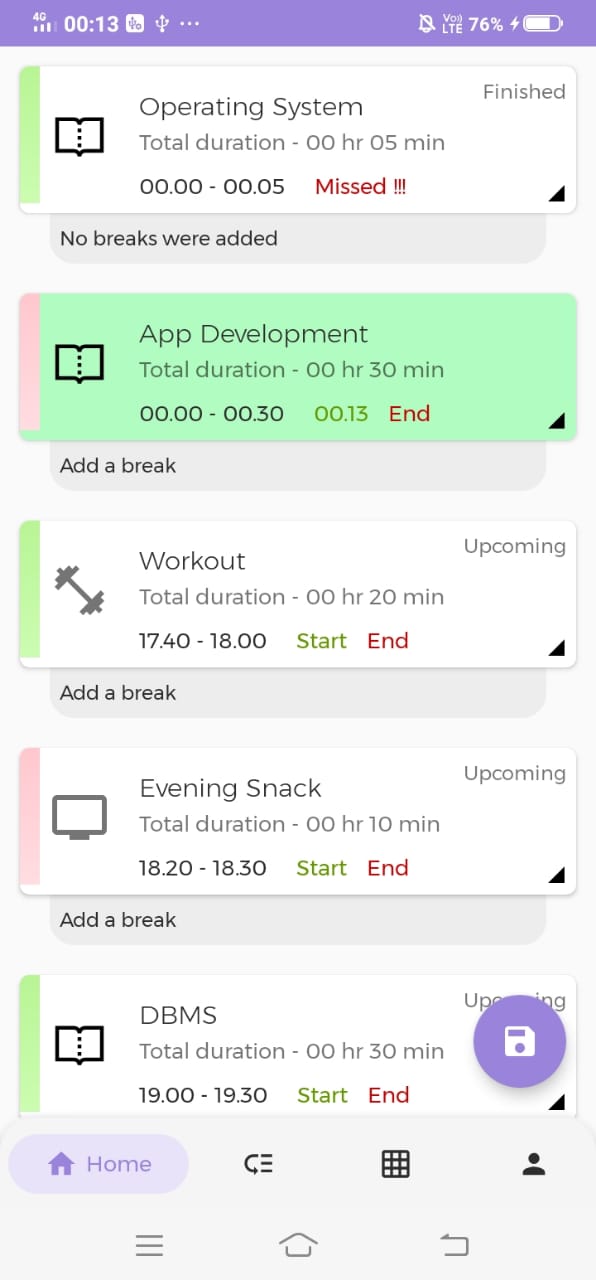 4G 00:13 ... Vo)) LTE 76%
Operating System
Finished
Total duration - 00 hr 05 min
00.00 - 00.05 Missed !!!
No breaks were added
App Development
Total duration - 00 hr 30 min
00.00 - 00.30 00.13 End
Add a break
Workout
Upcoming
Total duration - 00 hr 20 min
17.40 - 18.00 Start End
Add a break
Evening Snack
Upcoming
Total duration - 00 hr 10 min
18.20 - 18.30 Start End
Add a break
DBMS
Upcoming
Total duration - 00 hr 30 min
19.00 - 19.30 Start End
Home